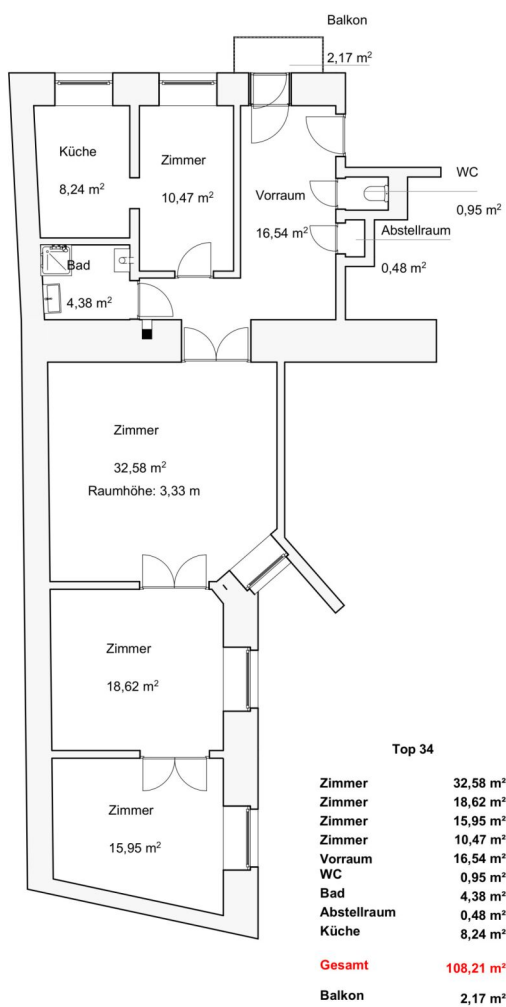 Balkon
2,17 m²
Küche
8,24 m²
Zimmer
10,47 m²
Vorraum
16,54 m²
WC
0,95 m²
Abstellraum
0,48 m²
Bad
4,38 m²
Zimmer
32,58 m²
Raumhöhe: 3,33 m
Zimmer
18,62 m²
Zimmer
15,95 m²
Top 34
Zimmer 32,58 m²
Zimmer 18,62 m²
Zimmer 15,95 m²
Zimmer 10,47 m²
Vorraum 16,54 m²
WC 0,95 m²
Bad 4,38 m²
Abstellraum 0,48 m²
Küche 8,24 m²
Gesamt 108,21 m²
Balkon 2,17 m²